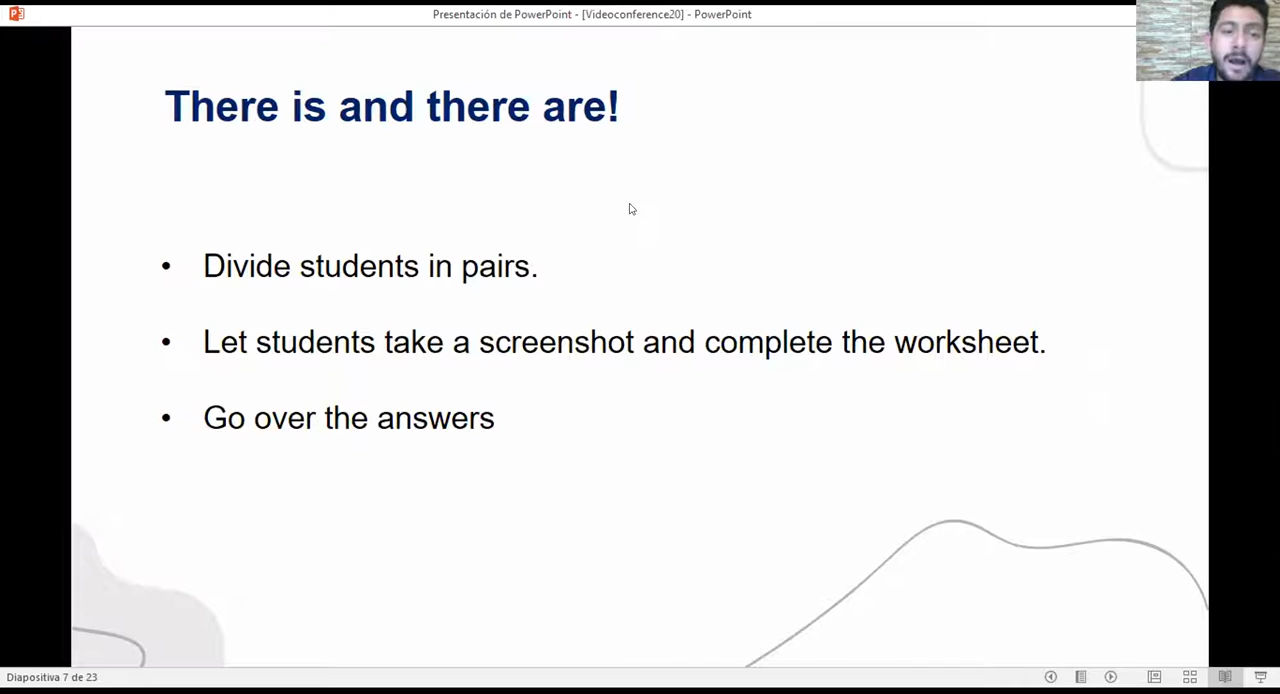 Presentación de PowerPoint - [Videoconference20] - PowerPoint
There is and there are!
• Divide students in pairs.
• Let students take a screenshot and complete the worksheet.
• Go over the answers
Diapositiva 7 de 23